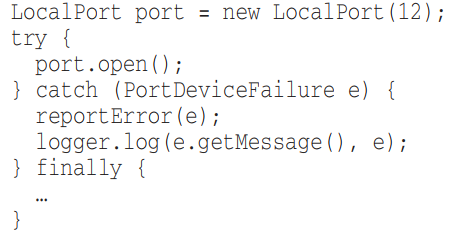 LocalPort port = new LocalPort(12);
try {
  port.open();
} catch (PortDeviceFailure e) {
  reportError(e);
  logger.log(e.getMessage(), e);
} finally {
  …
}